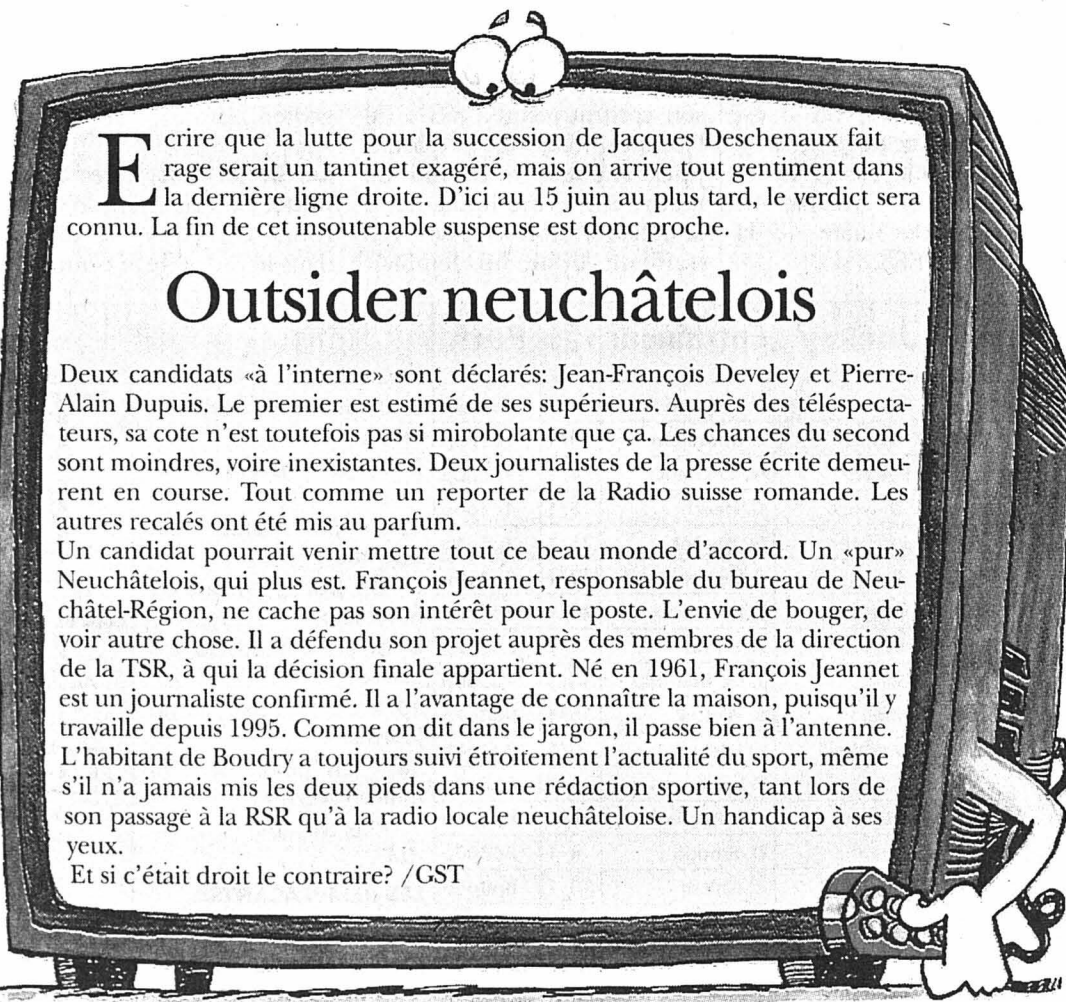 Ecrire que la lutte pour la succession de Jacques Deschenaux fait
rage serait un tantinet exagéré, mais on arrive tout gentiment dans
la dernière ligne droite. D'ici au 15 juin au plus tard, le verdict sera
connu. La fin de cet insoutenable suspense est donc proche.
Outsider neuchâtelois
Deux candidats «à l'interne» sont déclarés: Jean-François Develey et Pierre-
Alain Dupuis. Le premier est estimé de ses supérieurs. Auprès des téléspecta-
teurs, sa cote n'est toutefois pas si mirobolante que ça. Les chances du second
sont moindres, voire inexistantes. Deux journalistes de la presse écrite demeu-
rent en course. Tout comme un reporter de la Radio suisse romande. Les
autres recalés ont été mis au parfum.
Un candidat pourrait venir mettre tout ce beau monde d'accord. Un «pur»
Neuchâtelois, qui plus est. François Jeannet, responsable du bureau de Neu-
châtel-Région, ne cache pas son intérêt pour le poste. L'envie de bouger, de
voir autre chose. Il a défendu son projet auprès des membres de la direction
de la TSR, à qui la décision finale appartient. Né en 1961, François Jeannet
est un journaliste confirmé. Il a l'avantage de connaître la maison, puisqu'il y
travaille depuis 1995. Comme on dit dans le jargon, il passe bien à l'antenne.
L'habitant de Boudry a toujours suivi étroitement l'actualité du sport, même
s'il n'a jamais mis les deux pieds dans une rédaction sportive, tant lors de
son passage à la RSR qu'à la radio locale neuchâteloise. Un handicap à ses
yeux.
Et si c'était droit le contraire? /GST